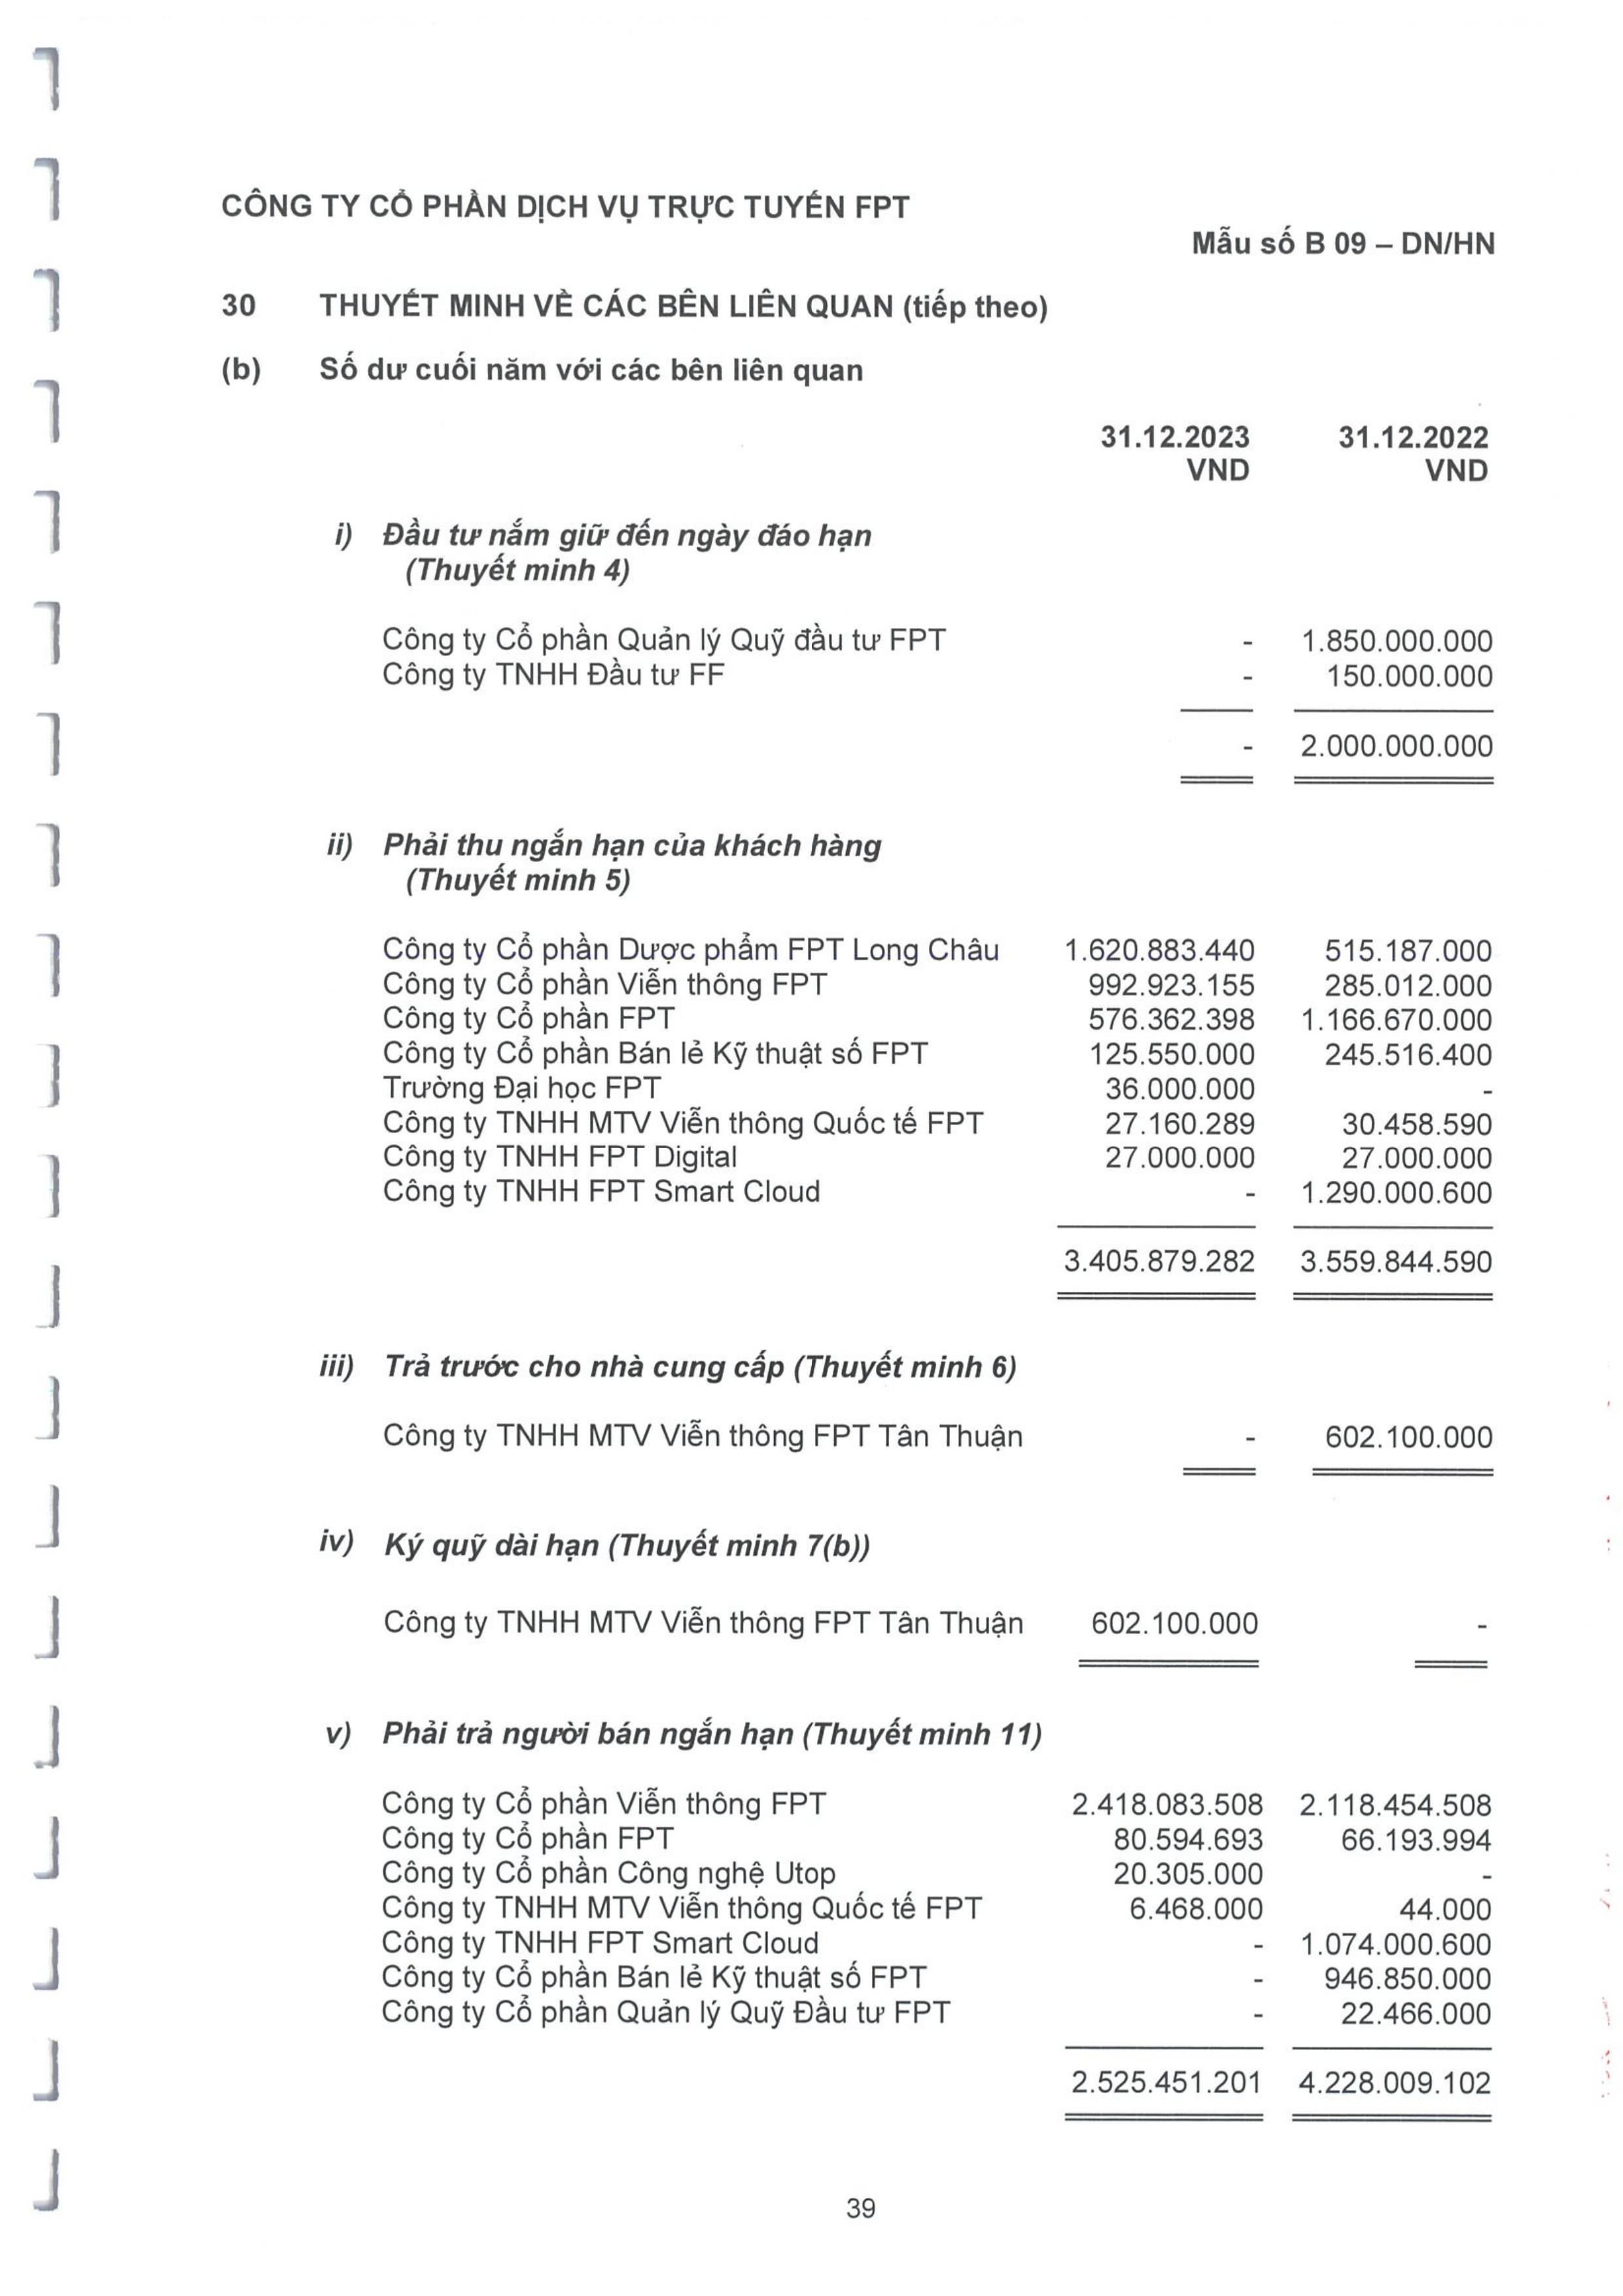 CÔNG TY CỔ PHẦN DỊCH VỤ TRỰC TUYẾN FPT
Mẫu số B 09 – DN/HN
30 THUYẾT MINH VỀ CÁC BÊN LIÊN QUAN (tiếp theo)
(b) Số dư cuối năm với các bên liên quan
31.12.2023 31.12.2022
VND VND
i) Đầu tư nắm giữ đến ngày đáo hạn
(Thuyết minh 4)
Công ty Cổ phần Quản lý Quỹ đầu tư FPT - 1.850.000.000
Công ty TNHH Đầu tư FF - 150.000.000
- 2.000.000.000
ii) Phải thu ngắn hạn của khách hàng
(Thuyết minh 5)
Công ty Cổ phần Dược phẩm FPT Long Châu 1.620.883.440 515.187.000
Công ty Cổ phần Viễn thông FPT 992.923.155 285.012.000
Công ty Cổ phần FPT 576.362.398 1.166.670.000
Công ty Cổ phần Bán lẻ Kỹ thuật số FPT 125.550.000 245.516.400
Trường Đại học FPT 36.000.000 -
Công ty TNHH MTV Viễn thông Quốc tế FPT 27.160.289 30.458.590
Công ty TNHH FPT Digital 27.000.000 27.000.000
Công ty TNHH FPT Smart Cloud - 1.290.000.600
3.405.879.282 3.559.844.590
iii) Trả trước cho nhà cung cấp (Thuyết minh 6)
Công ty TNHH MTV Viễn thông FPT Tân Thuận - 602.100.000
iv) Ký quỹ dài hạn (Thuyết minh 7(b))
Công ty TNHH MTV Viễn thông FPT Tân Thuận 602.100.000 -
v) Phải trả người bán ngắn hạn (Thuyết minh 11)
Công ty Cổ phần Viễn thông FPT 2.418.083.508 2.118.454.508
Công ty Cổ phần FPT 80.594.693 66.193.994
Công ty Cổ phần Công nghệ Utop 20.305.000 -
Công ty TNHH MTV Viễn thông Quốc tế FPT 6.468.000 44.000
Công ty TNHH FPT Smart Cloud - 1.074.000.600
Công ty Cổ phần Bán lẻ Kỹ thuật số FPT - 946.850.000
Công ty Cổ phần Quản lý Quỹ Đầu tư FPT - 22.466.000
2.525.451.201 4.228.009.102
39